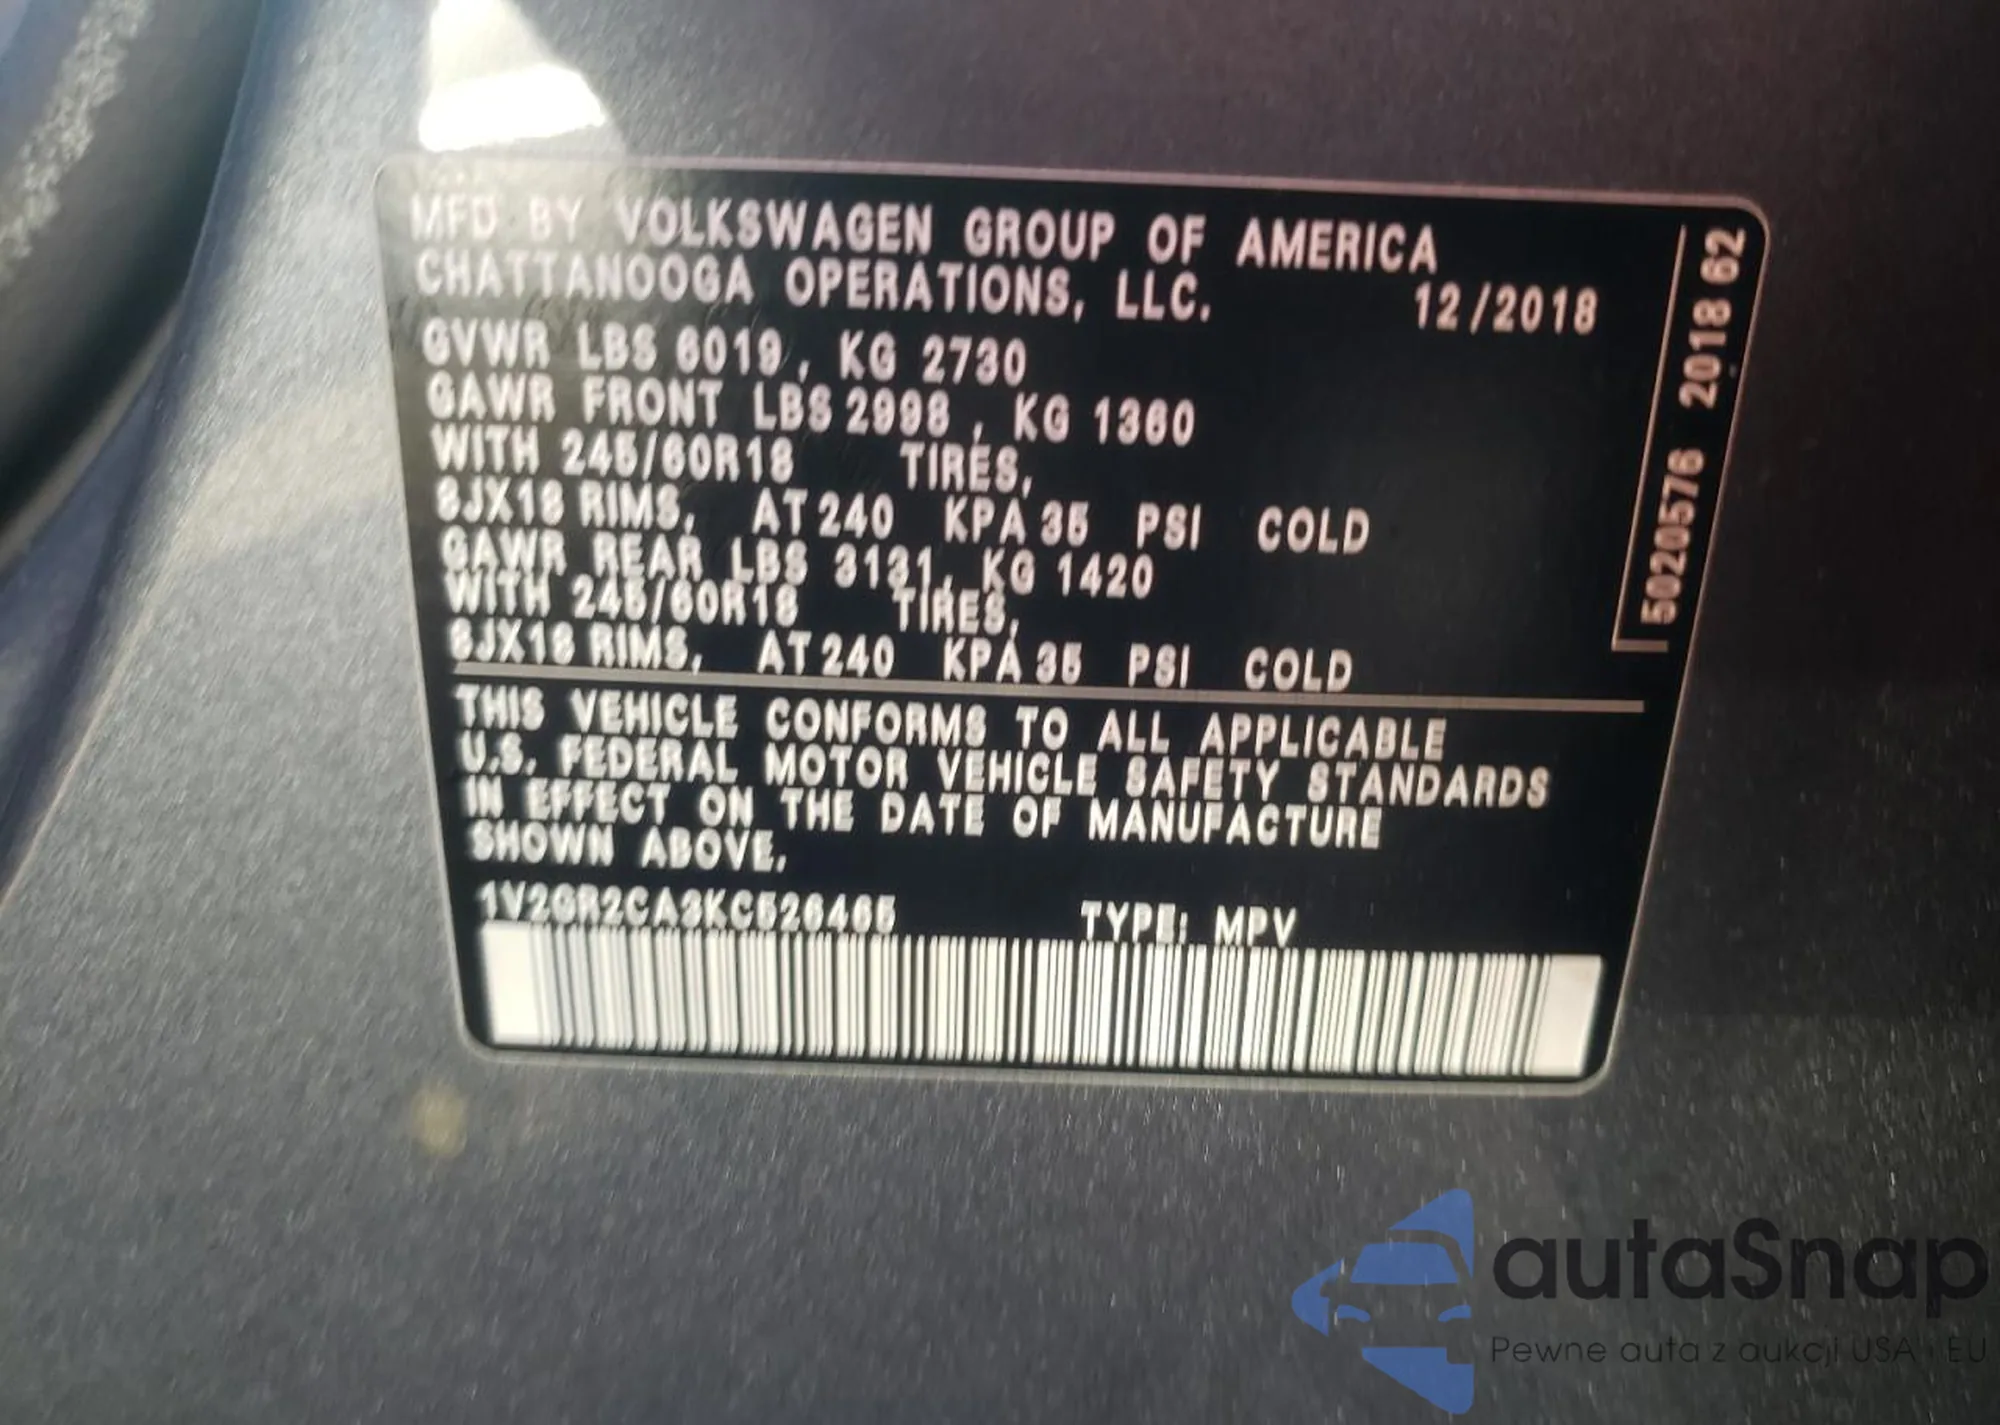 MFD BY VOLKSWAGEN GROUP OF AMERICA
CHATTANOOGA OPERATIONS, LLC. 12/2018
GVWR LBS 6019, KG 2730
GAWR FRONT LBS 2998, KG 1360
WITH 245/60R18 TIRES,
8JX18 RIMS, AT 240 KPA 35 PSI COLD
GAWR REAR LBS 3131, KG 1420
WITH 245/60R18 TIRES,
8JX18 RIMS, AT 240 KPA 35 PSI COLD
THIS VEHICLE CONFORMS TO ALL APPLICABLE
U.S. FEDERAL MOTOR VEHICLE SAFETY STANDARDS
IN EFFECT ON THE DATE OF MANUFACTURE
SHOWN ABOVE.
1V2GR2CA3KC526465 TYPE: MPV
5020576 2018 62
autaSnap
Pewne auta z aukcji USA i EU